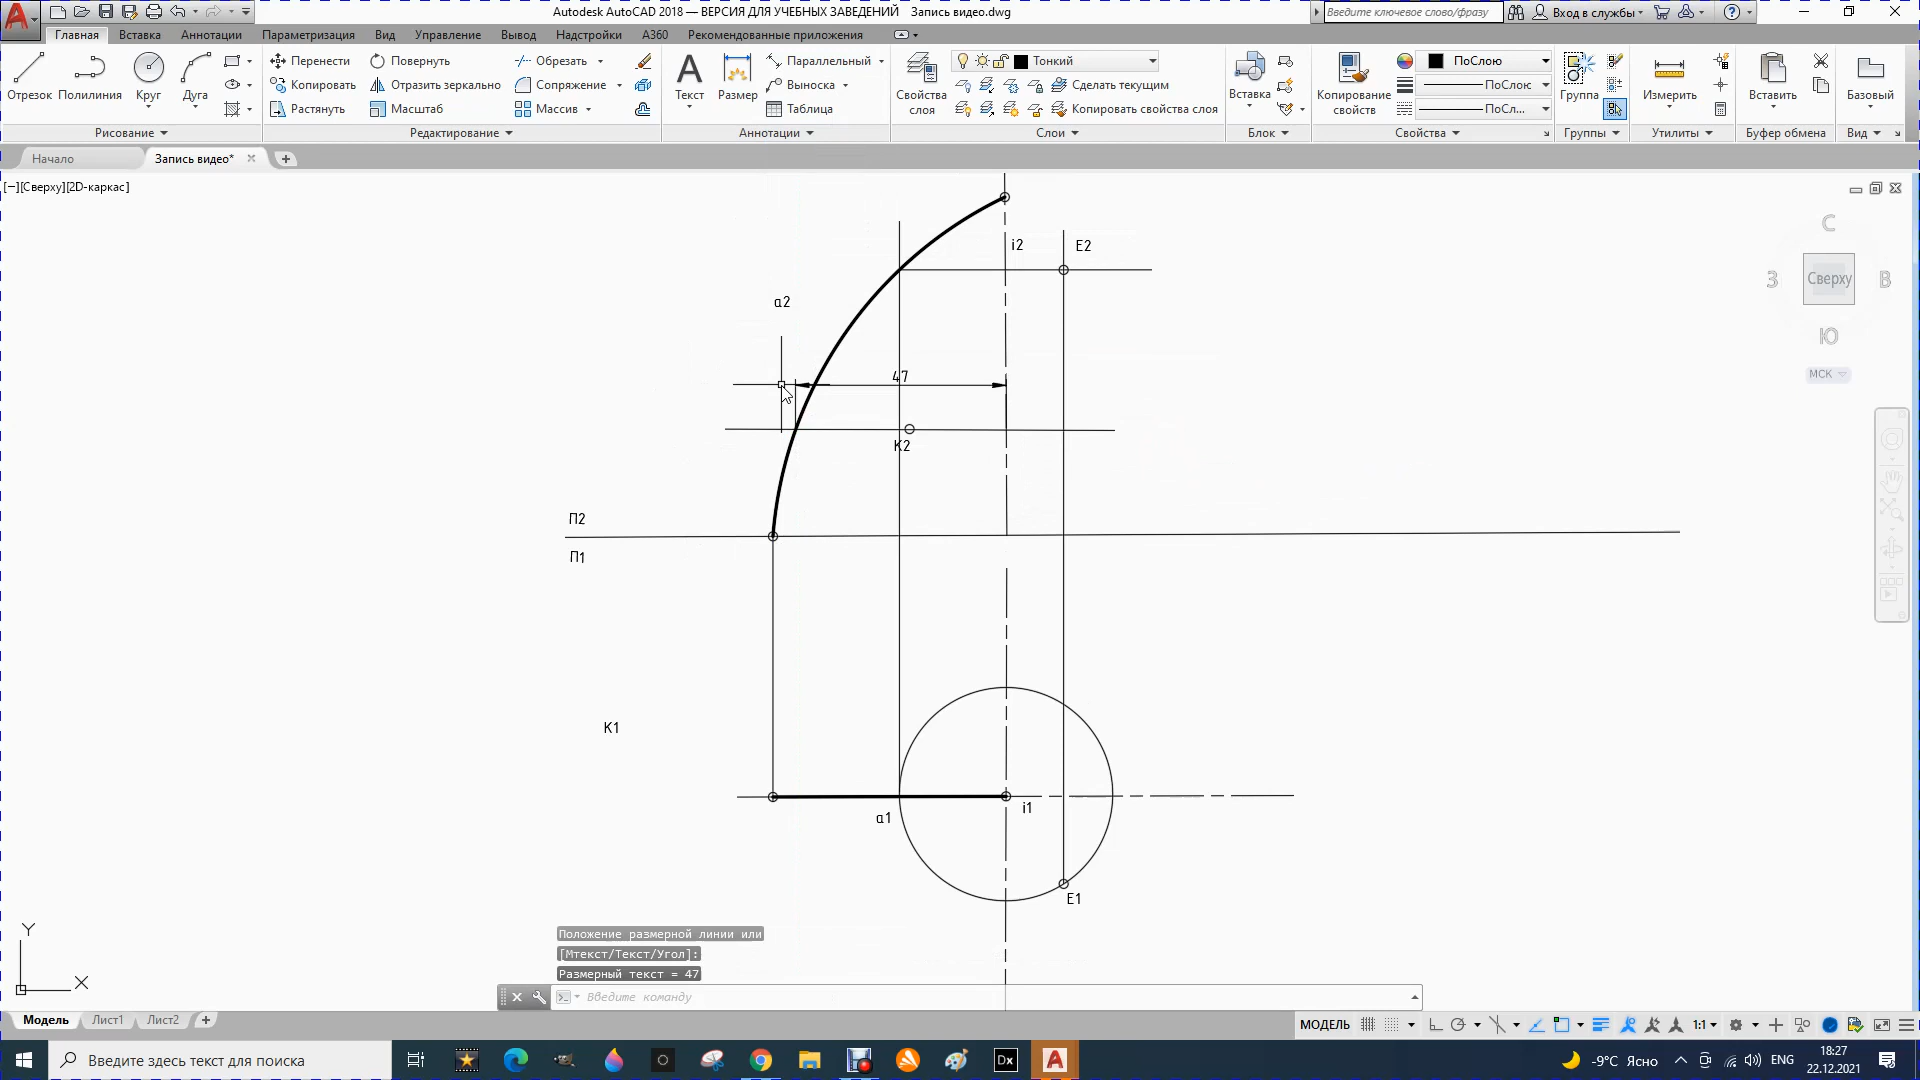 Autodesk AutoCAD 2018 — ВЕРСИЯ ДЛЯ УЧЕБНЫХ ЗАВЕДЕНИЙ Запись видео.dwg
Введите ключевое слово/фразу
Вход в службы
Главная Вставка Аннотации Параметризация Вид Управление Вывод Надстройки A360 Рекомендованные приложения
Отрезок Полилиния Круг Дуга
Перенести Повернуть Обрезать
Копировать Отразить зеркально Сопряжение
Растянуть Масштаб Массив
Текст Размер
Параллельный
Выноска
Таблица
Свойства слоя
Тонкий
Сделать текущим
Копировать свойства слоя
Вставка
Копирование свойств
ПоСлою
ПоСлою
ПоСл...
Группа
Измерить
Вставить
Базовый
Рисование Редактирование Аннотации Слои Блок Свойства Группы Утилиты Буфер обмена Вид
Начало Запись видео*
[−][Сверху][2D-каркас]
С
З Сверху В
Ю
МСК
i2 E2
a2
47
K2
П2
П1
K1
a1 i1
E1
Y
X
Положение размерной линии или
[Мтекст/Текст/Угол]:
Размерный текст = 47
Введите команду
Модель Лист1 Лист2
МОДЕЛЬ 1:1
Введите здесь текст для поиска
Dx
-9°C Ясно
ENG
18:27
22.12.2021